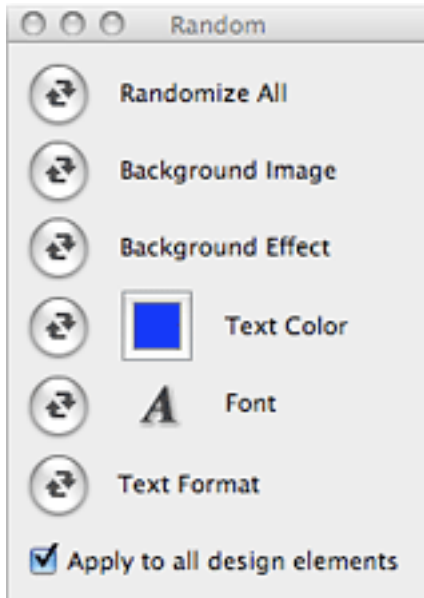 Random
Randomize All
Background Image
Background Effect
Text Color
A Font
Text Format
Apply to all design elements